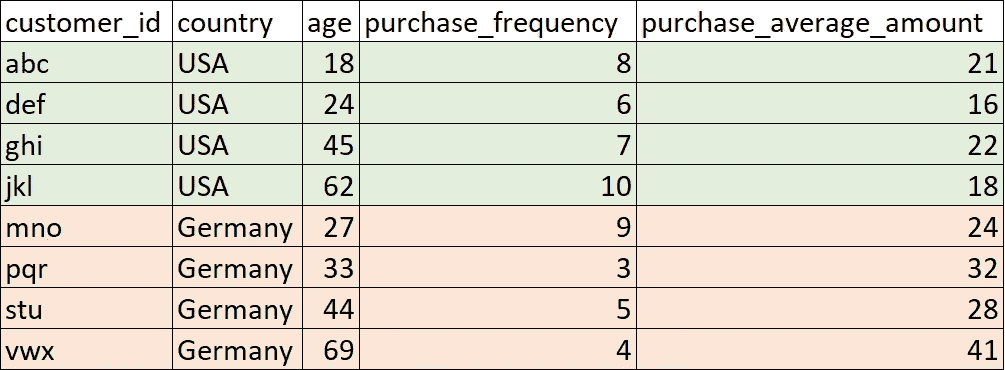 customer_id country age purchase_frequency purchase_average_amount
abc USA 18 8 21
def USA 24 6 16
ghi USA 45 7 22
jkl USA 62 10 18
mno Germany 27 9 24
pqr Germany 33 3 32
stu Germany 44 5 28
vwx Germany 69 4 41